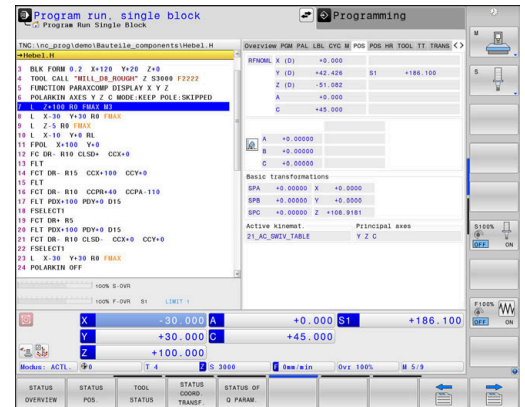 Program run, single block
Program Run Single Block
Programming
TNC:\nc_prog\demo\Bauteile_components\Hebel.H
→Hebel.H
3 BLK FORM 0.2 X+120 Y+20 Z+0
4 TOOL CALL "MILL_D8_ROUGH" Z S3000 F2222
5 FUNCTION PARAXCOMP DISPLAY X Y Z
6 POLARKIN AXES Y Z C MODE:KEEP POLE:SKIPPED
7 L Z+100 R0 FMAX M3
8 L X-30 Y+30 R0 FMAX
9 L Z-5 R0 FMAX
10 L X-10 Y+0 RL
11 FPOL X+100 Y+0
12 FC DR- R10 CLSD+ CCX+0
13 FLT
14 FCT DR- R15 CCX+100 CCY+0
15 FLT
16 FCT DR- R10 CCPR+40 CCPA-110
17 FLT PDX+100 PDY+0 D15
18 FSELECT1
19 FCT DR+ R5
20 FLT PDX+100 PDY+0 D15
21 FCT DR- R10 CLSD- CCX+0 CCY+0
22 FSELECT1
23 L X-30 Y+30 R0 FMAX
24 POLARKIN OFF
100% S-OVR
100% F-OVR S1 LIMIT 1
Overview PGM PAL LBL CYC M POS POS HR TOOL TT TRANS
RFNOML X (D) +0.000
Y (D) +42.426 S1 +186.100
Z (D) -51.082
A +0.000
C +45.000
A +0.00000
B +0.00000
C +0.00000
Basic transformations
SPA +0.00000 X +0.0000
SPB +0.00000 Y +0.0000
SPC +0.00000 Z +108.9181
Active kinemat. Principal axes
21_AC_SWIV_TABLE Y Z C
X -30.000 A +0.000 S1 +186.100
Y +30.000 C +45.000
Z +100.000
Modus: ACTL. 0 T 4 Z S 3000 F 0mm/min Ovr 100% M 5/9
STATUS OVERVIEW
STATUS POS.
TOOL STATUS
STATUS COORD. TRANSF.
STATUS OF Q PARAM.
M
S
S100%
OFF ON
F100%
OFF ON